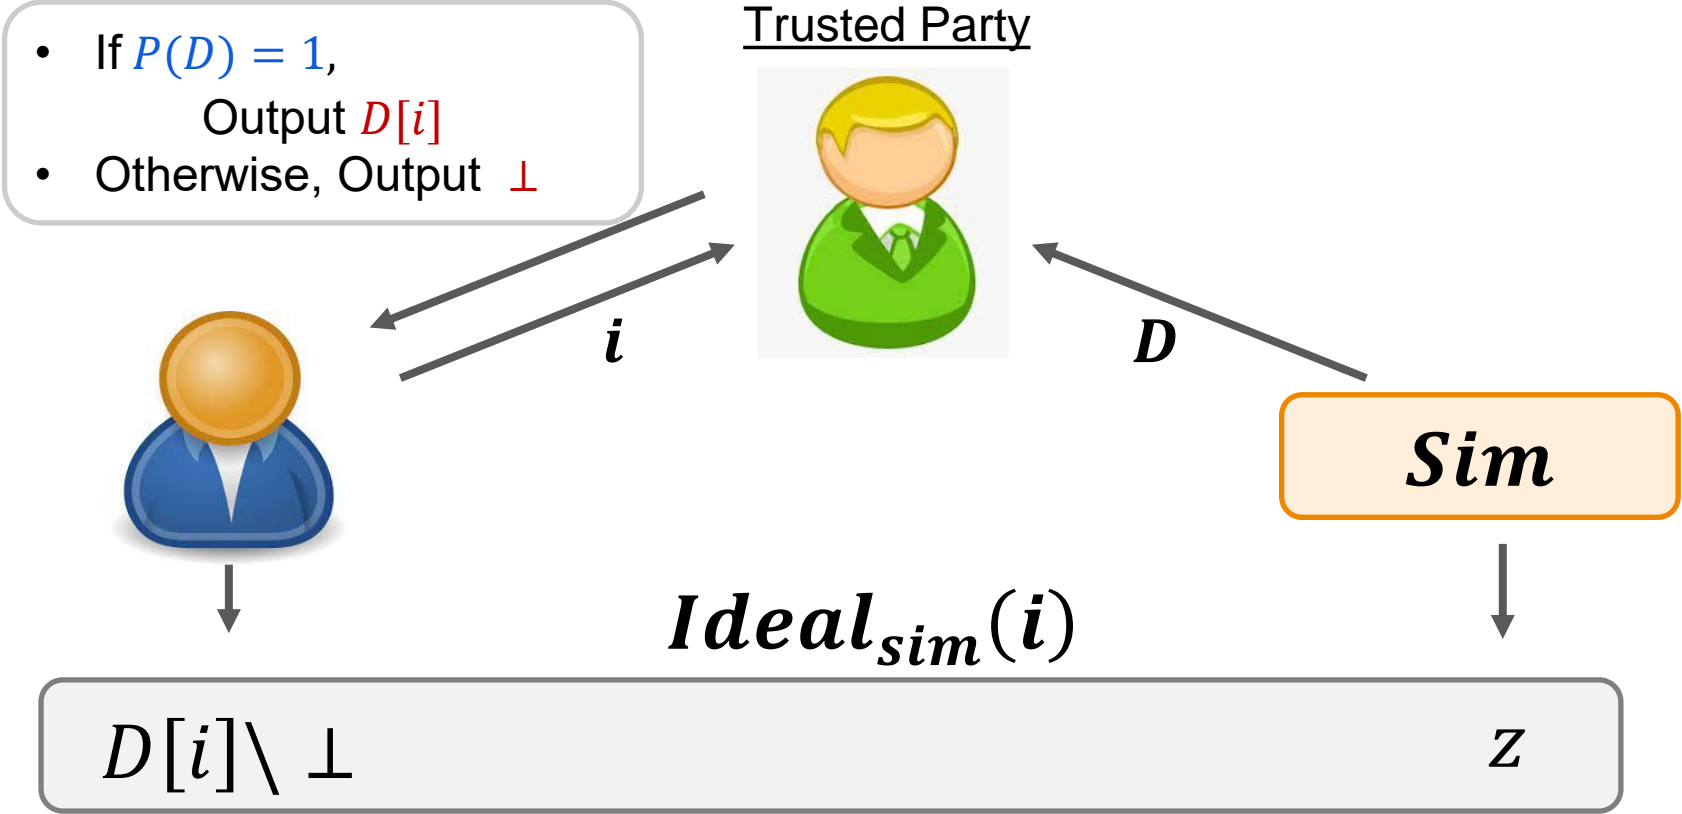 Trusted Party
• If P(D) = 1,
Output D[i]
• Otherwise, Output ⊥
i
D
Sim
Ideal_sim(i)
D[i]\ ⊥
z